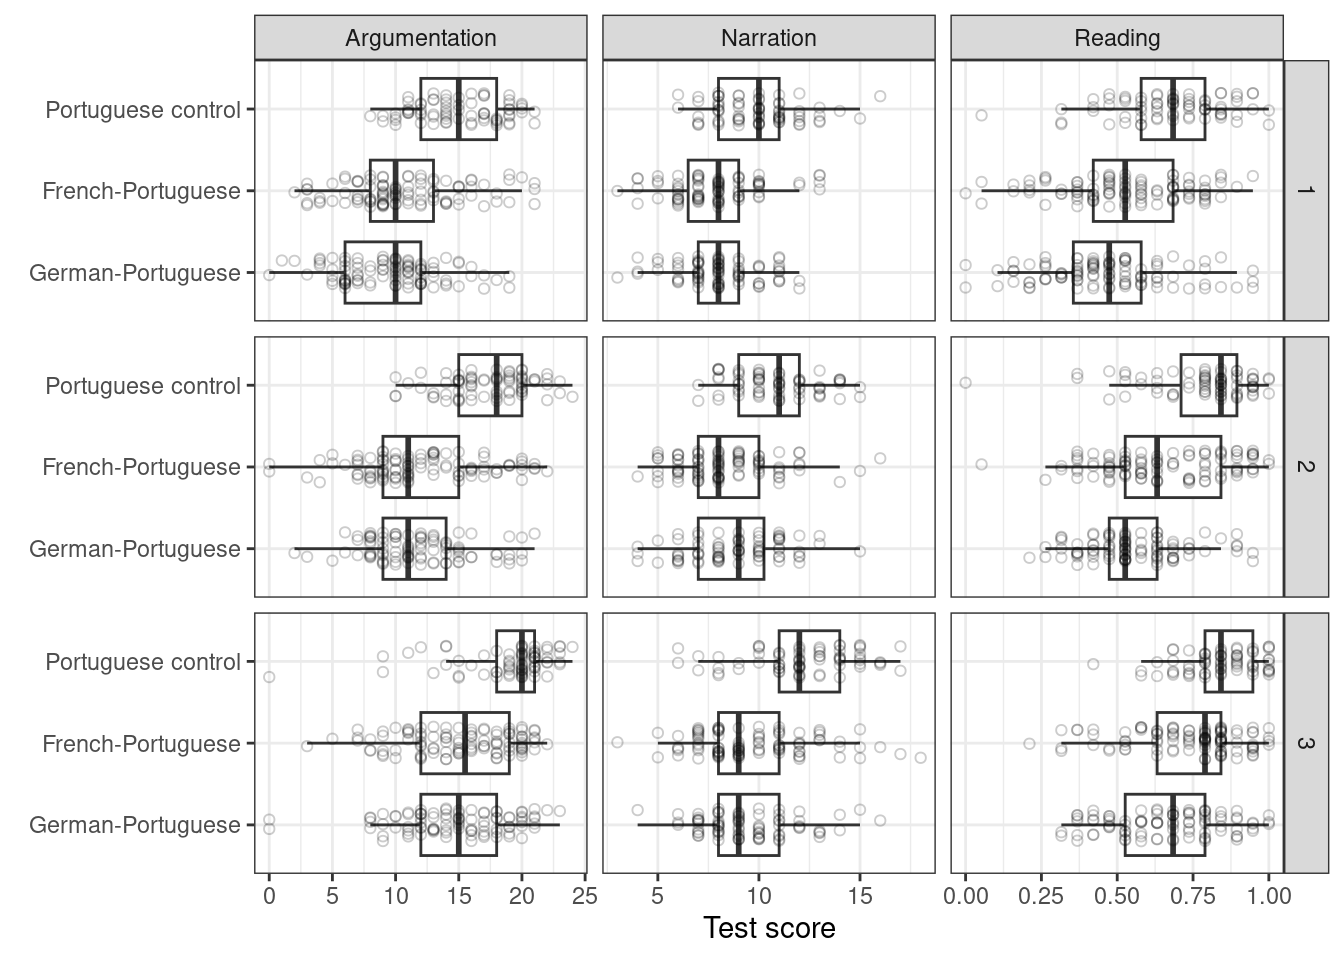 Argumentation Narration Reading
Portuguese control
French-Portuguese
German-Portuguese
1
Portuguese control
French-Portuguese
German-Portuguese
2
Portuguese control
French-Portuguese
German-Portuguese
3
0 5 10 15 20 25 5 10 15 0.00 0.25 0.50 0.75 1.00
Test score